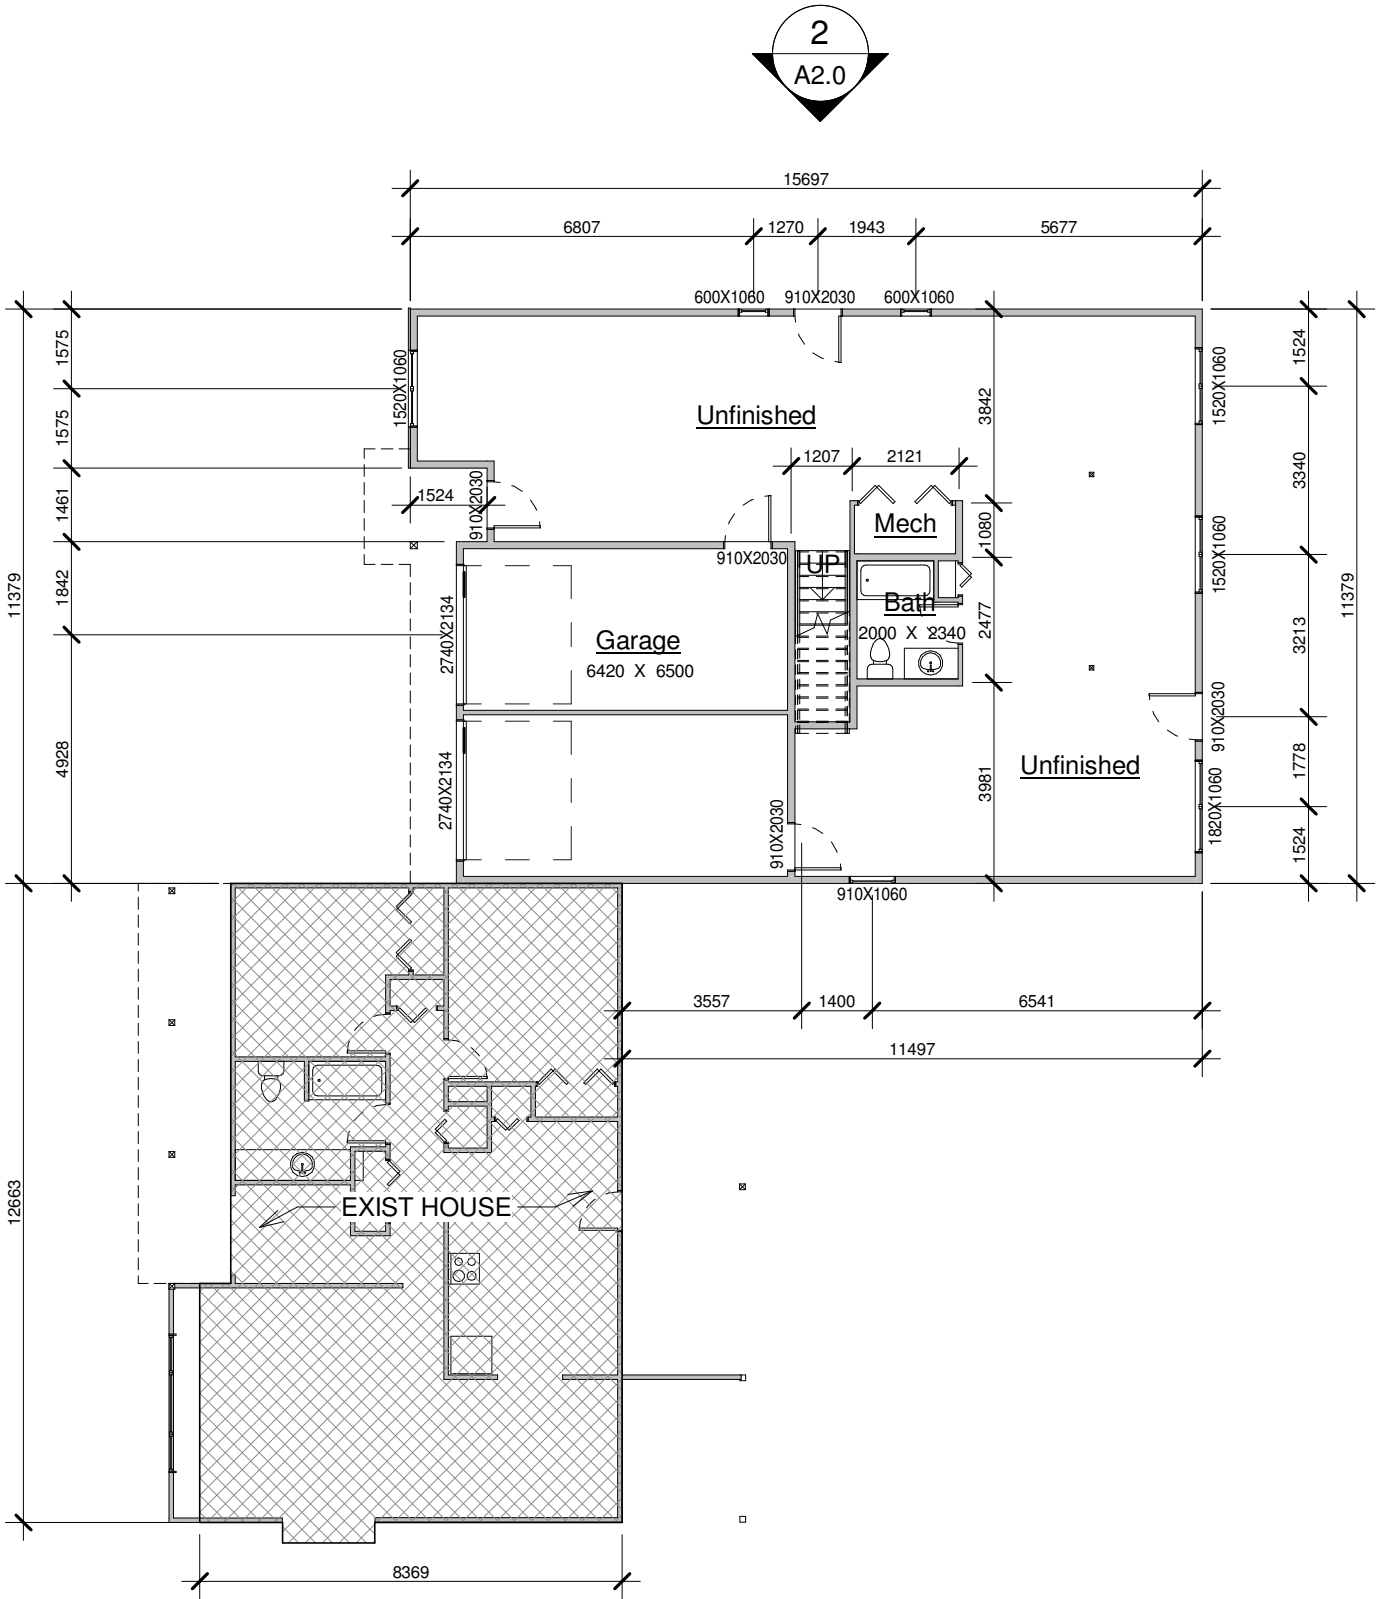 2
A2.0
15697
6807
1270
1943
5677
600X1060
910X2030
600X1060
1575
1520X1060
1524
1520X1060
3842
Unfinished
1575
1207
2121
3340
1524
910X2030
1461
Mech
1080
910X2030
UP
1520X1060
11379
1842
Bath
2000 X 2340
2477
3213
11379
2740X2134
Garage
6420 X 6500
910X2030
4928
2740X2134
Unfinished
1778
3981
1820X1060
910X2030
1524
910X1060
3557
1400
6541
11497
12663
EXIST HOUSE
8369